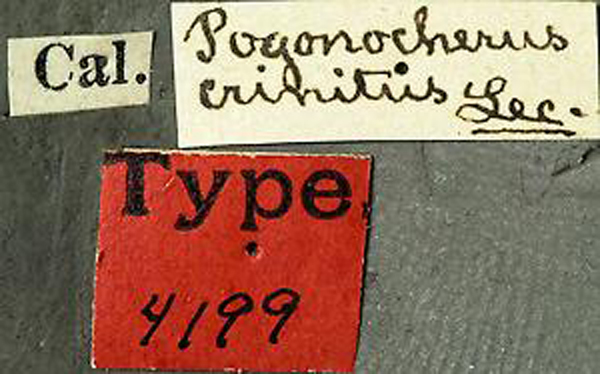 Cal.
Pogonocherus
crinitus Lec.
Type
4199